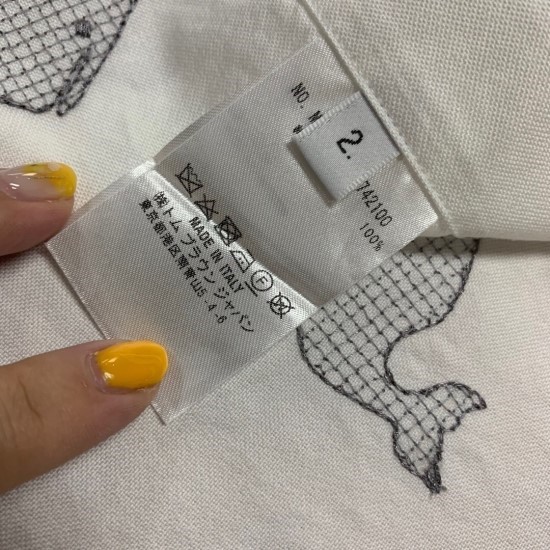 NO. M
2.
742100
100%
MADE IN ITALY
F
(株)トム ブラウン ジャパン
東京都港区南青山5-4-6